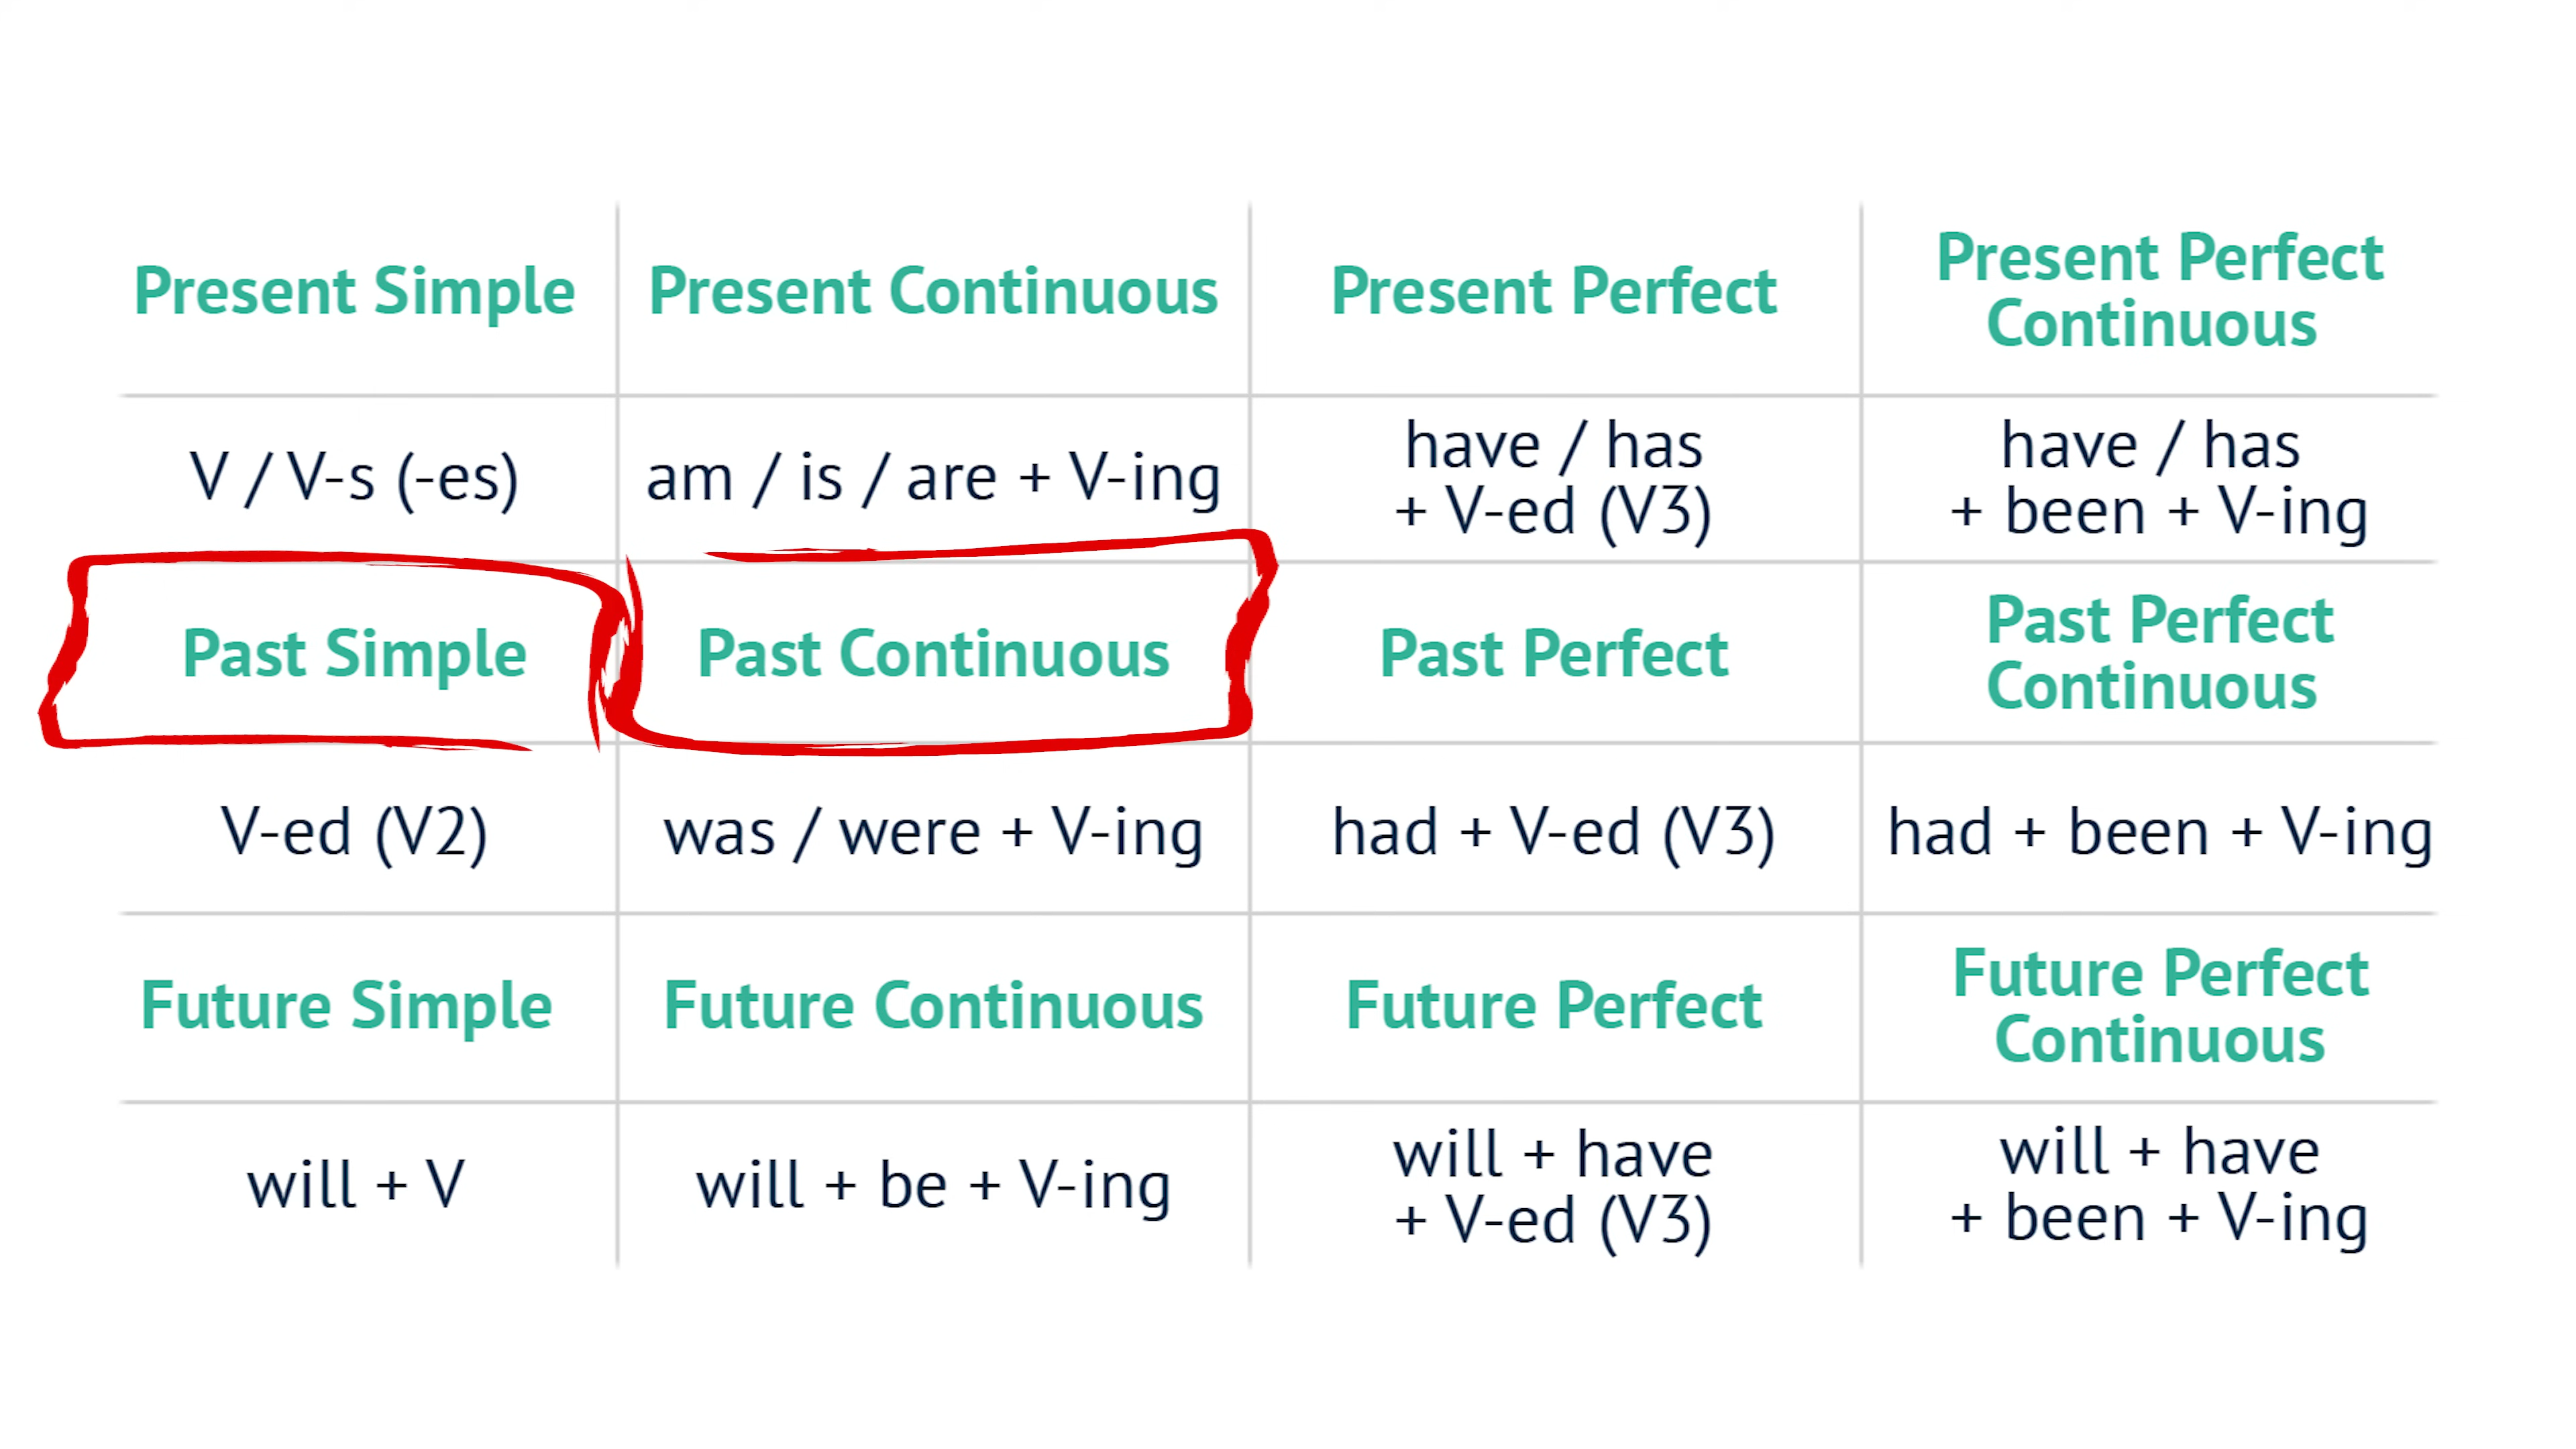 Present Simple
Present Continuous
Present Perfect
Present Perfect
Continuous
V / V-s (-es)
am / is / are + V-ing
have / has
+ V-ed (V3)
have / has
+ been + V-ing
Past Simple
Past Continuous
Past Perfect
Past Perfect
Continuous
V-ed (V2)
was / were + V-ing
had + V-ed (V3)
had + been + V-ing
Future Simple
Future Continuous
Future Perfect
Future Perfect
Continuous
will + V
will + be + V-ing
will + have
+ V-ed (V3)
will + have
+ been + V-ing